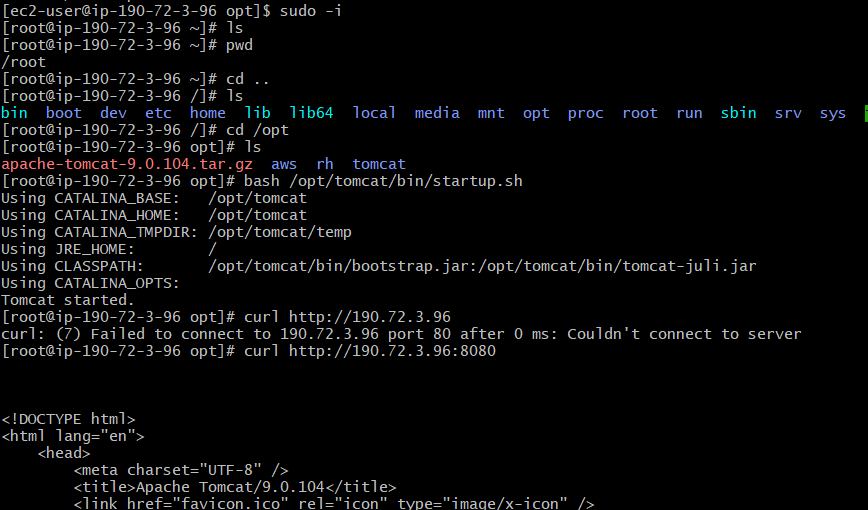 [ec2-user@ip-190-72-3-96 opt]$ sudo -i
[root@ip-190-72-3-96 ~]# ls
[root@ip-190-72-3-96 ~]# pwd
/root
[root@ip-190-72-3-96 ~]# cd ..
[root@ip-190-72-3-96 /]# ls
bin  boot  dev  etc  home  lib  lib64  local  media  mnt  opt  proc  root  run  sbin  srv  sys
[root@ip-190-72-3-96 /]# cd /opt
[root@ip-190-72-3-96 opt]# ls
apache-tomcat-9.0.104.tar.gz  aws  rh  tomcat
[root@ip-190-72-3-96 opt]# bash /opt/tomcat/bin/startup.sh
Using CATALINA_BASE:   /opt/tomcat
Using CATALINA_HOME:   /opt/tomcat
Using CATALINA_TMPDIR: /opt/tomcat/temp
Using JRE_HOME:        /
Using CLASSPATH:       /opt/tomcat/bin/bootstrap.jar:/opt/tomcat/bin/tomcat-juli.jar
Using CATALINA_OPTS:
Tomcat started.
[root@ip-190-72-3-96 opt]# curl http://190.72.3.96
curl: (7) Failed to connect to 190.72.3.96 port 80 after 0 ms: Couldn't connect to server
[root@ip-190-72-3-96 opt]# curl http://190.72.3.96:8080
<!DOCTYPE html>
<html lang="en">
    <head>
        <meta charset="UTF-8" />
        <title>Apache Tomcat/9.0.104</title>
        <link href="favicon.ico" rel="icon" type="image/x-icon" />